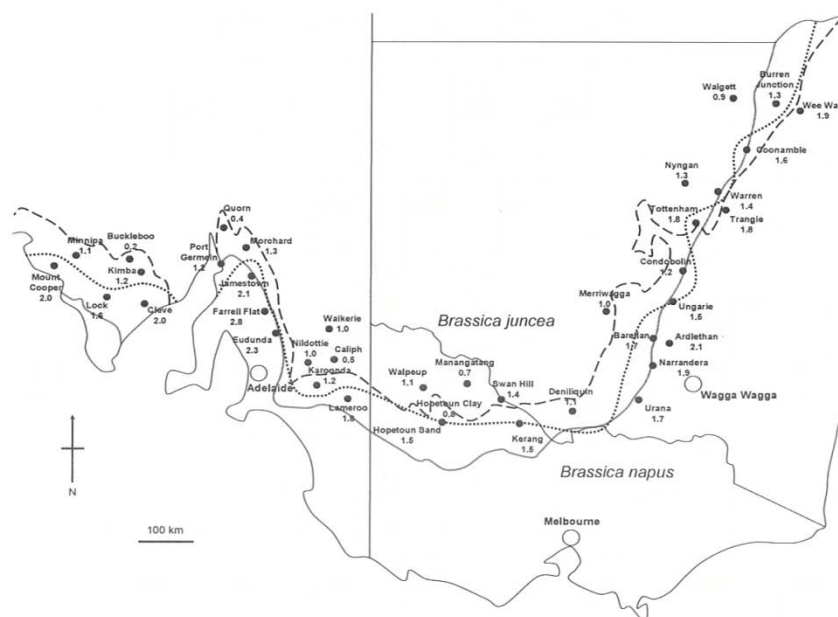 Walgett
0.9
Burren
Junction
1.3
Wee Wa
1.9
Coonamble
1.6
Nyngan
1.3
Warren
1.4
Trangie
1.8
Tottenham
1.8
Condobolin
1.2
Merriwagga
1.0
Ungarie
1.5
Barellan
1.7
Ardlethan
2.1
Narrandera
1.9
Wagga Wagga
Urana
1.7
Deniliquin
1.1
Brassica juncea
Quorn
0.4
Morchard
1.3
Port
Germein
1.2
Minnipa
1.1
Buckleboo
0.2
Kimba
1.2
Mount
Cooper
2.0
Lock
1.6
Cleve
2.0
Jamestown
2.1
Farrell Flat
2.8
Eudunda
2.3
Adelaide
Walkerie
1.0
Nildottie
1.0
Caliph
0.5
Karoonda
1.2
Lameroo
Walpeup
1.1
Manangatang
0.7
Hopetoun Clay
0.8
Hopetoun Sand
1.5
Swan Hill
1.4
Kerang
1.5
Brassica napus
Melbourne
N
100 km